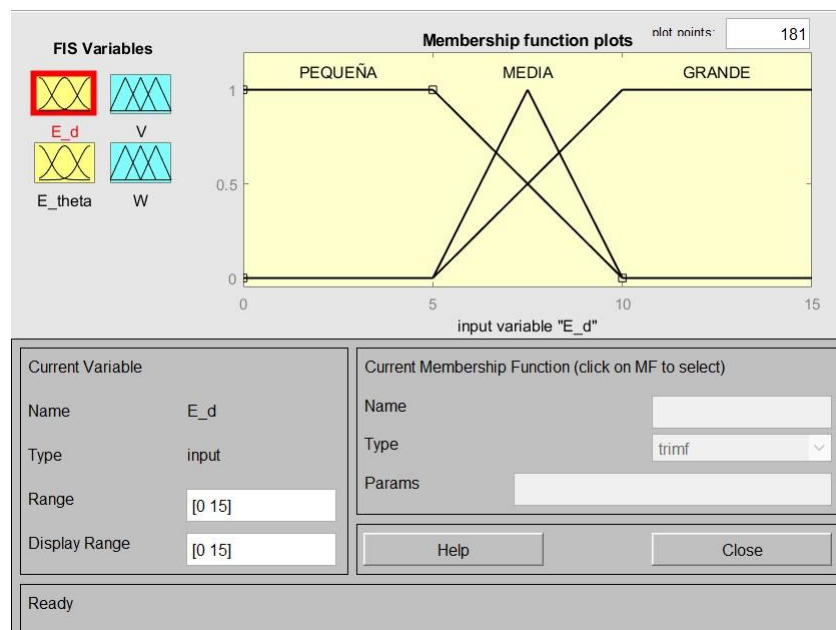 FIS Variables
Membership function plots
plot points:
181
E_d
V
E_theta
W
PEQUEÑA
MEDIA
GRANDE
1
0.5
0
0
5
10
15
input variable "E_d"
Current Variable
Name
E_d
Type
input
Range
[0 15]
Display Range
[0 15]
Current Membership Function (click on MF to select)
Name
Type
trimf
Params
Help
Close
Ready